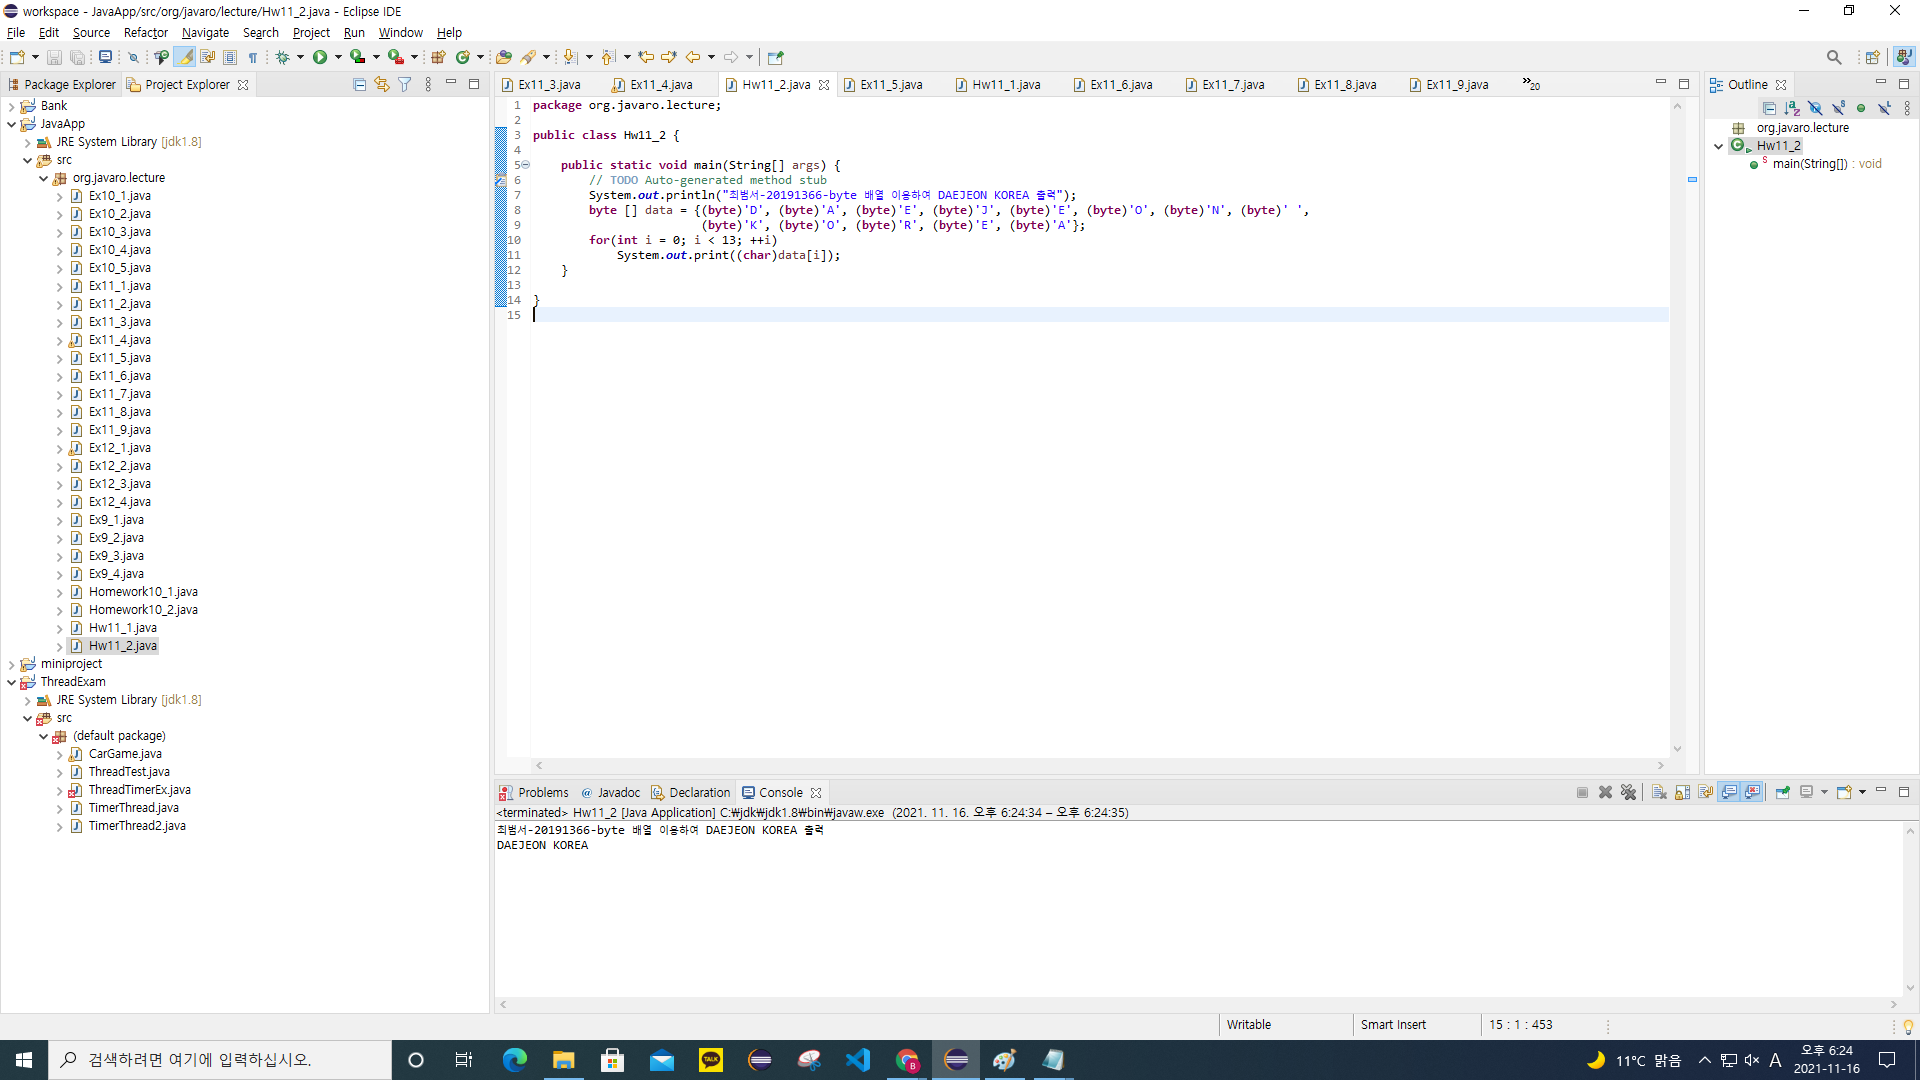 workspace - JavaApp/src/org/javaro/lecture/Hw11_2.java - Eclipse IDE
File Edit Source Refactor Navigate Search Project Run Window Help
Package Explorer Project Explorer
Bank
JavaApp
JRE System Library [jdk1.8]
src
org.javaro.lecture
Ex10_1.java
Ex10_2.java
Ex10_3.java
Ex10_4.java
Ex10_5.java
Ex11_1.java
Ex11_2.java
Ex11_3.java
Ex11_4.java
Ex11_5.java
Ex11_6.java
Ex11_7.java
Ex11_8.java
Ex11_9.java
Ex12_1.java
Ex12_2.java
Ex12_3.java
Ex12_4.java
Ex9_1.java
Ex9_2.java
Ex9_3.java
Ex9_4.java
Homework10_1.java
Homework10_2.java
Hw11_1.java
Hw11_2.java
miniproject
ThreadExam
JRE System Library [jdk1.8]
src
(default package)
CarGame.java
ThreadTest.java
ThreadTimerEx.java
TimerThread.java
TimerThread2.java
Ex11_3.java Ex11_4.java Hw11_2.java Ex11_5.java Hw11_1.java Ex11_6.java Ex11_7.java Ex11_8.java Ex11_9.java »20
1 package org.javaro.lecture;
2
3 public class Hw11_2 {
4
5 public static void main(String[] args) {
6 // TODO Auto-generated method stub
7 System.out.println("최범서-20191366-byte 배열 이용하여 DAEJEON KOREA 출력");
8 byte [] data = {(byte)'D', (byte)'A', (byte)'E', (byte)'J', (byte)'E', (byte)'O', (byte)'N', (byte)' ',
9 (byte)'K', (byte)'O', (byte)'R', (byte)'E', (byte)'A'};
10 for(int i = 0; i < 13; ++i)
11 System.out.print((char)data[i]);
12 }
13
14 }
15
Outline
org.javaro.lecture
Hw11_2
main(String[]) : void
Problems @ Javadoc Declaration Console
<terminated> Hw11_2 [Java Application] C:₩jdk₩jdk1.8₩bin₩javaw.exe (2021. 11. 16. 오후 6:24:34 – 오후 6:24:35)
최범서-20191366-byte 배열 이용하여 DAEJEON KOREA 출력
DAEJEON KOREA
Writable Smart Insert 15 : 1 : 453
검색하려면 여기에 입력하십시오.
TALK
B
11°C 맑음 A 오후 6:24
2021-11-16